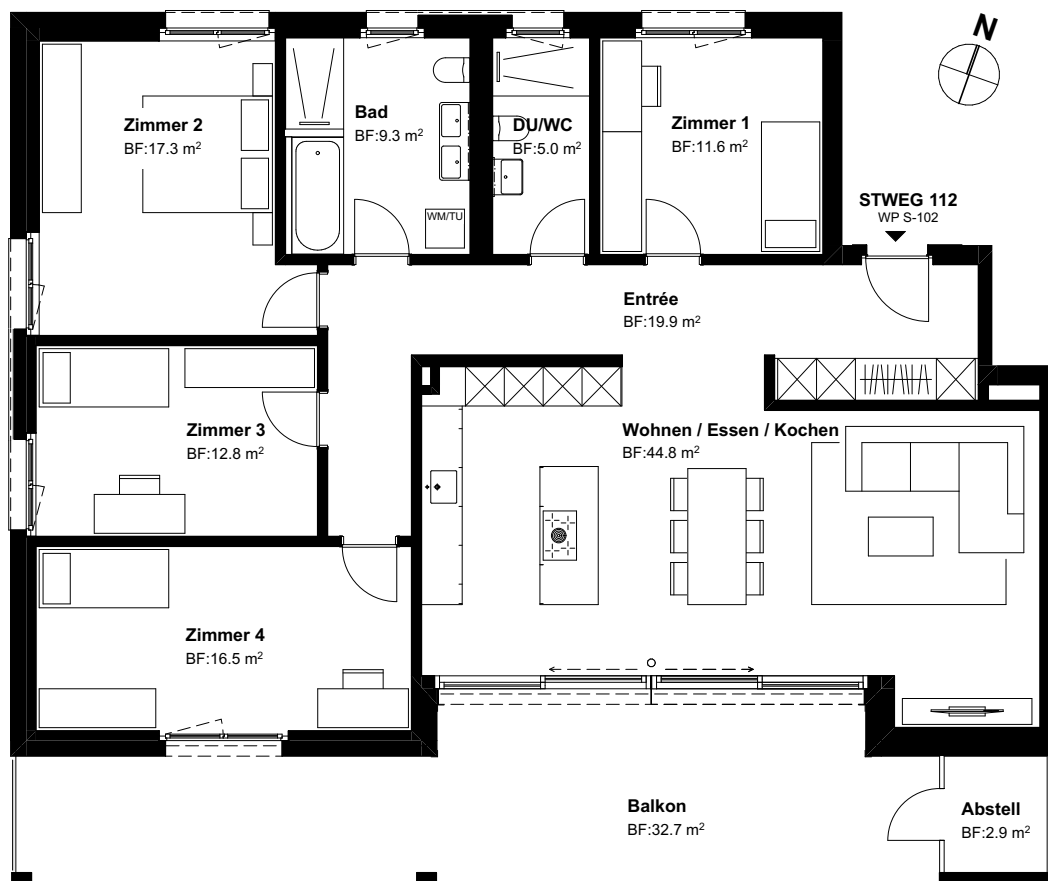 N
Zimmer 2
BF:17.3 m²
Bad
BF:9.3 m²
DU/WC
BF:5.0 m²
Zimmer 1
BF:11.6 m²
WM/TU
STWEG 112
WP S-102
Entrée
BF:19.9 m²
Zimmer 3
BF:12.8 m²
Wohnen / Essen / Kochen
BF:44.8 m²
Zimmer 4
BF:16.5 m²
Balkon
BF:32.7 m²
Abstell
BF:2.9 m²